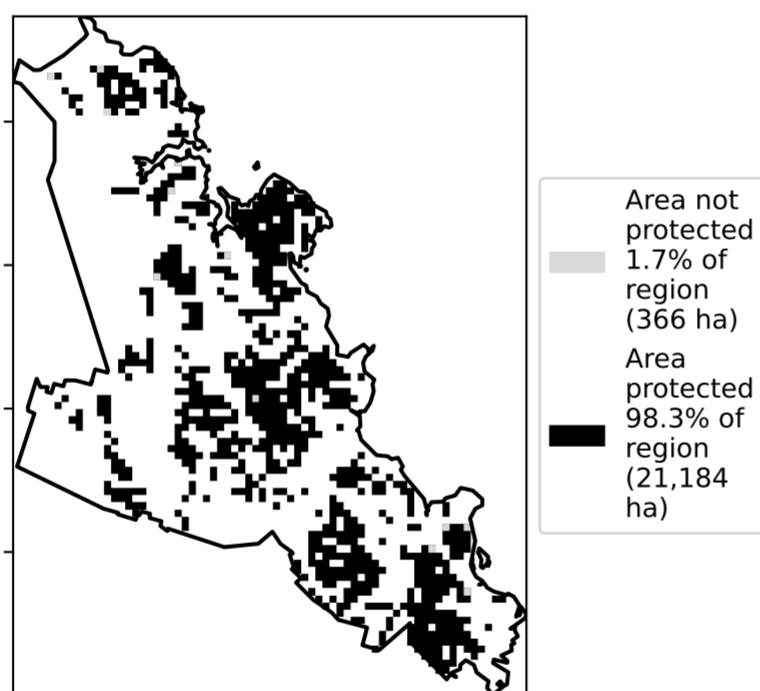 Area not
protected
1.7% of
region
(366 ha)
Area
protected
98.3% of
region
(21,184
ha)